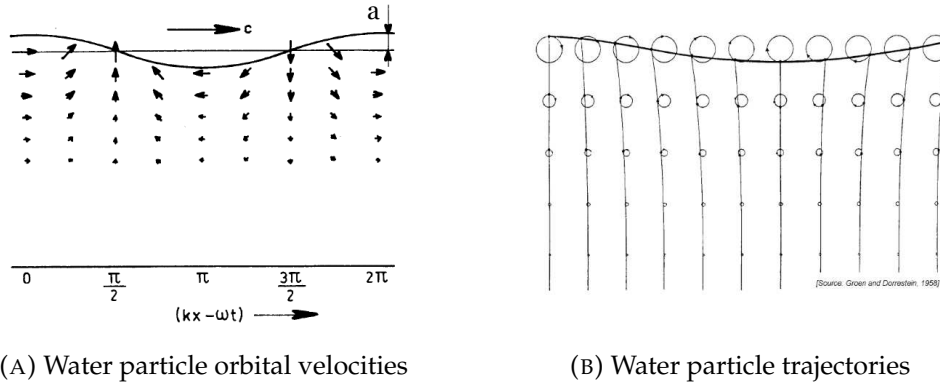 c
a
0
π/2
π
3π/2
2π
(kx - ωt)
[Source: Groen and Dorrestein, 1958]
(A) Water particle orbital velocities
(B) Water particle trajectories